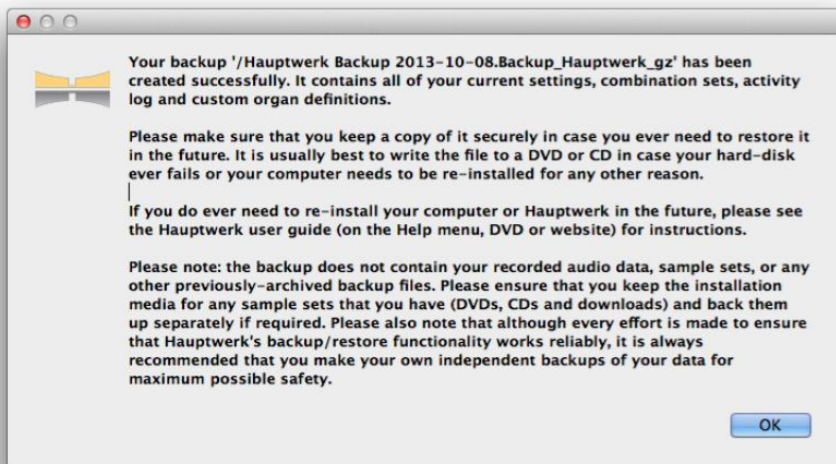 Your backup '/Hauptwerk Backup 2013-10-08.Backup_Hauptwerk_gz' has been
created successfully. It contains all of your current settings, combination sets, activity
log and custom organ definitions.
Please make sure that you keep a copy of it securely in case you ever need to restore it
in the future. It is usually best to write the file to a DVD or CD in case your hard-disk
ever fails or your computer needs to be re-installed for any other reason.
If you do ever need to re-install your computer or Hauptwerk in the future, please see
the Hauptwerk user guide (on the Help menu, DVD or website) for instructions.
Please note: the backup does not contain your recorded audio data, sample sets, or any
other previously-archived backup files. Please ensure that you keep the installation
media for any sample sets that you have (DVDs, CDs and downloads) and back them
up separately if required. Please also note that although every effort is made to ensure
that Hauptwerk's backup/restore functionality works reliably, it is always
recommended that you make your own independent backups of your data for
maximum possible safety.
OK